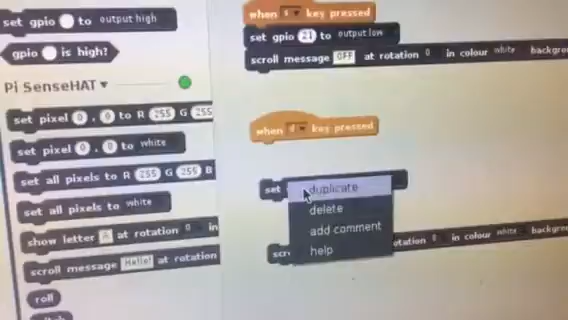 set gpio to output high
gpio is high?
Pi SenseHAT
set pixel 0 , 0 to R 255 G 255
set pixel 0 , 0 to white
set all pixels to R 255 G 255 B
set all pixels to white
show letter A at rotation 0 in
scroll message Hello! at rotation
roll
when s key pressed
set gpio 21 to output low
scroll message OFF at rotation 0 in colour white backgrou
when key pressed
set
duplicate
delete
add comment
help
scr otation 0 in colour white backgro